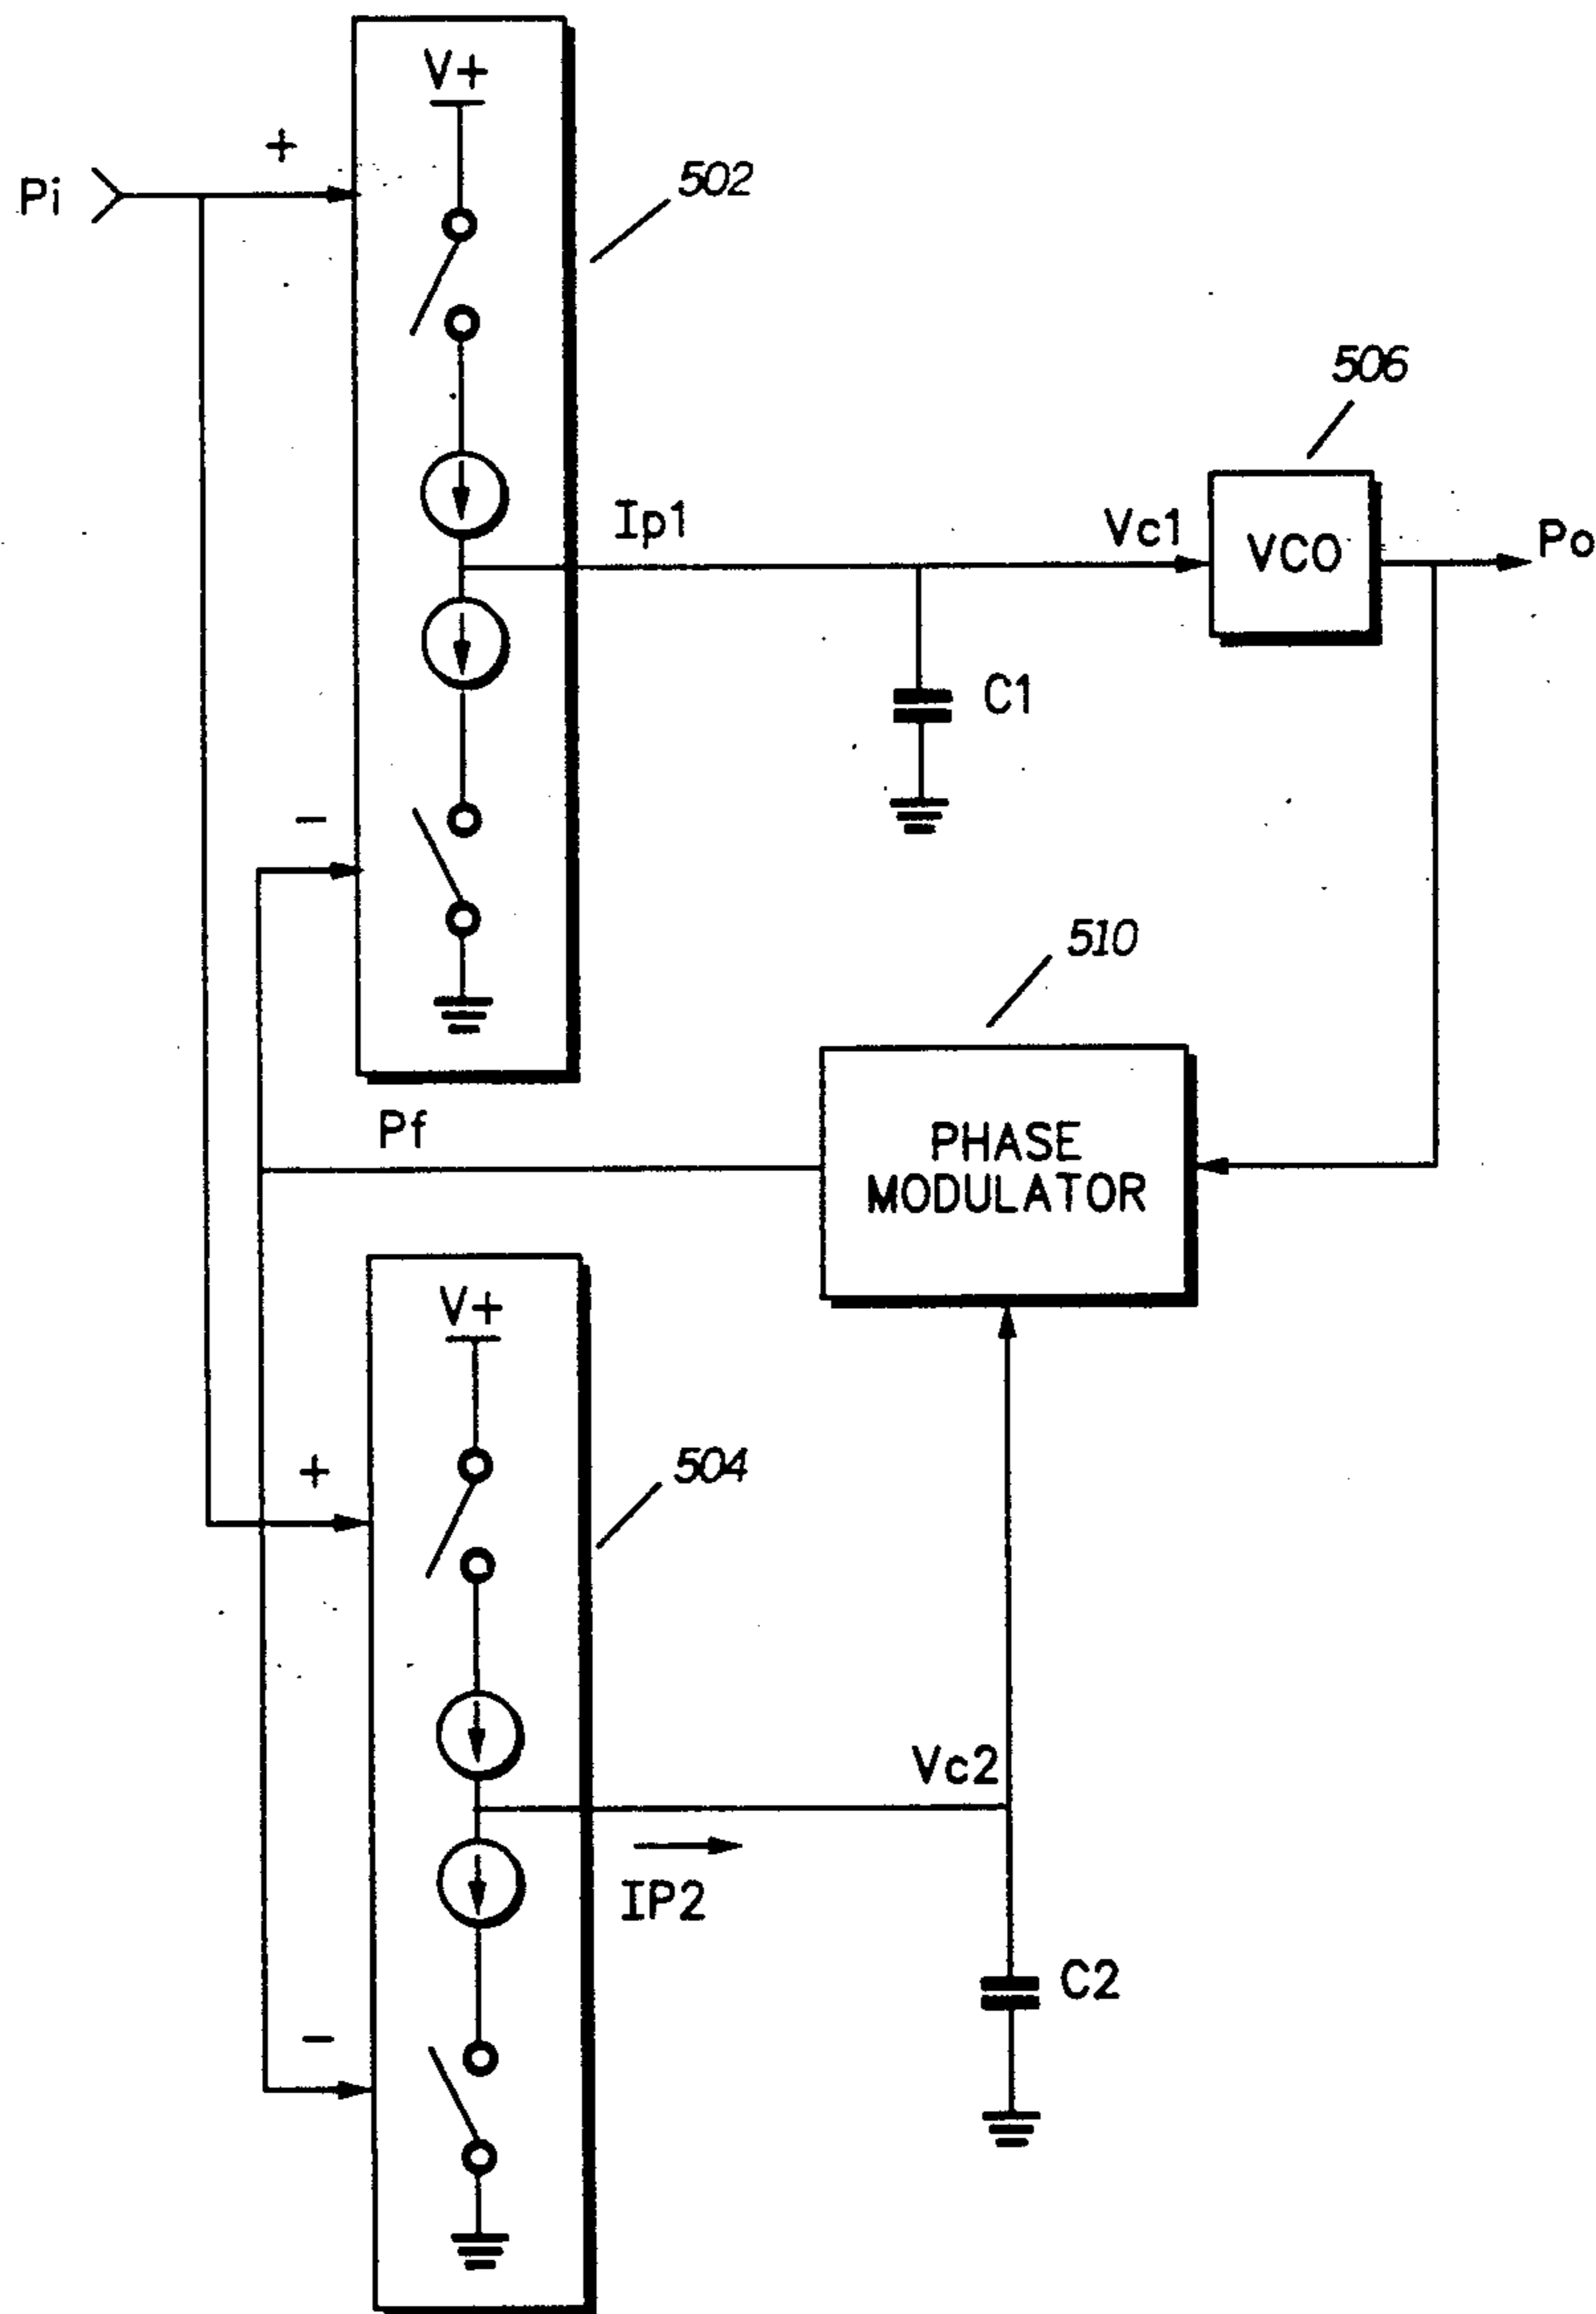 V+
+
Pi
502
506
Ip1
Vc1
VCO
Po
C1
-
510
Pf
PHASE
MODULATOR
V+
+
504
Vc2
IP2
C2
-